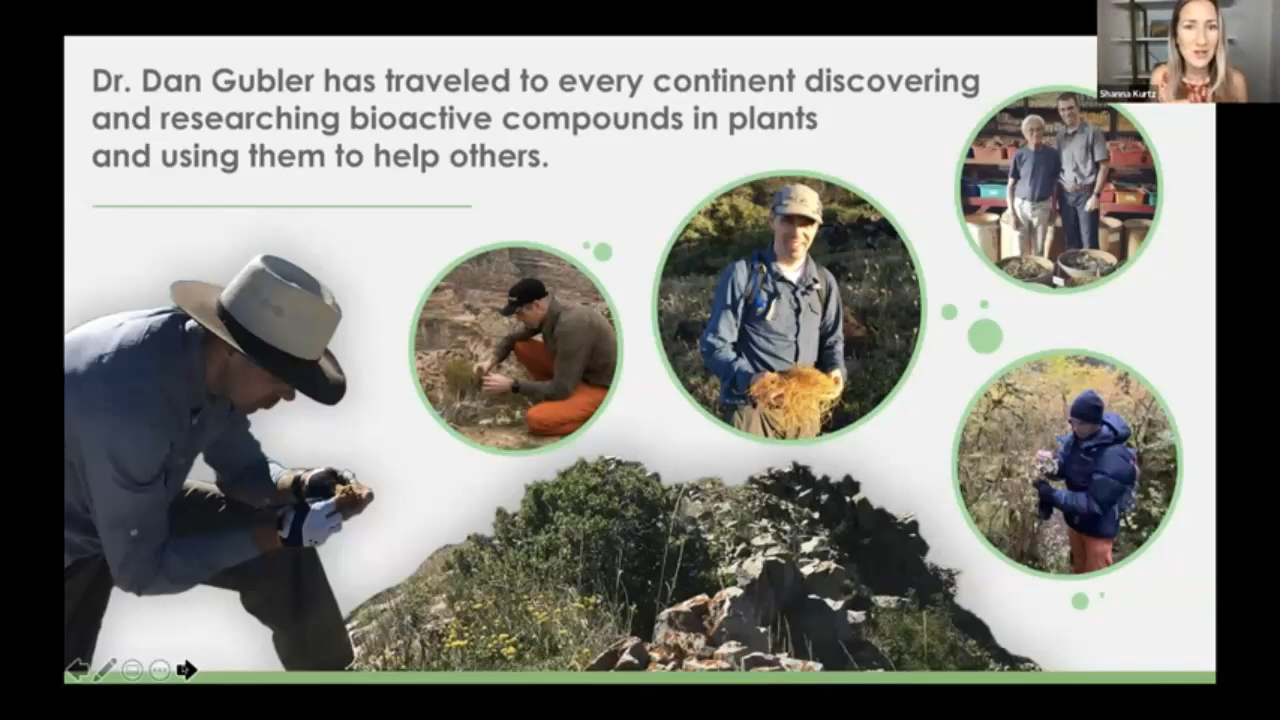 Dr. Dan Gubler has traveled to every continent discovering
and researching bioactive compounds in plants
and using them to help others.
Shanna Kurtz